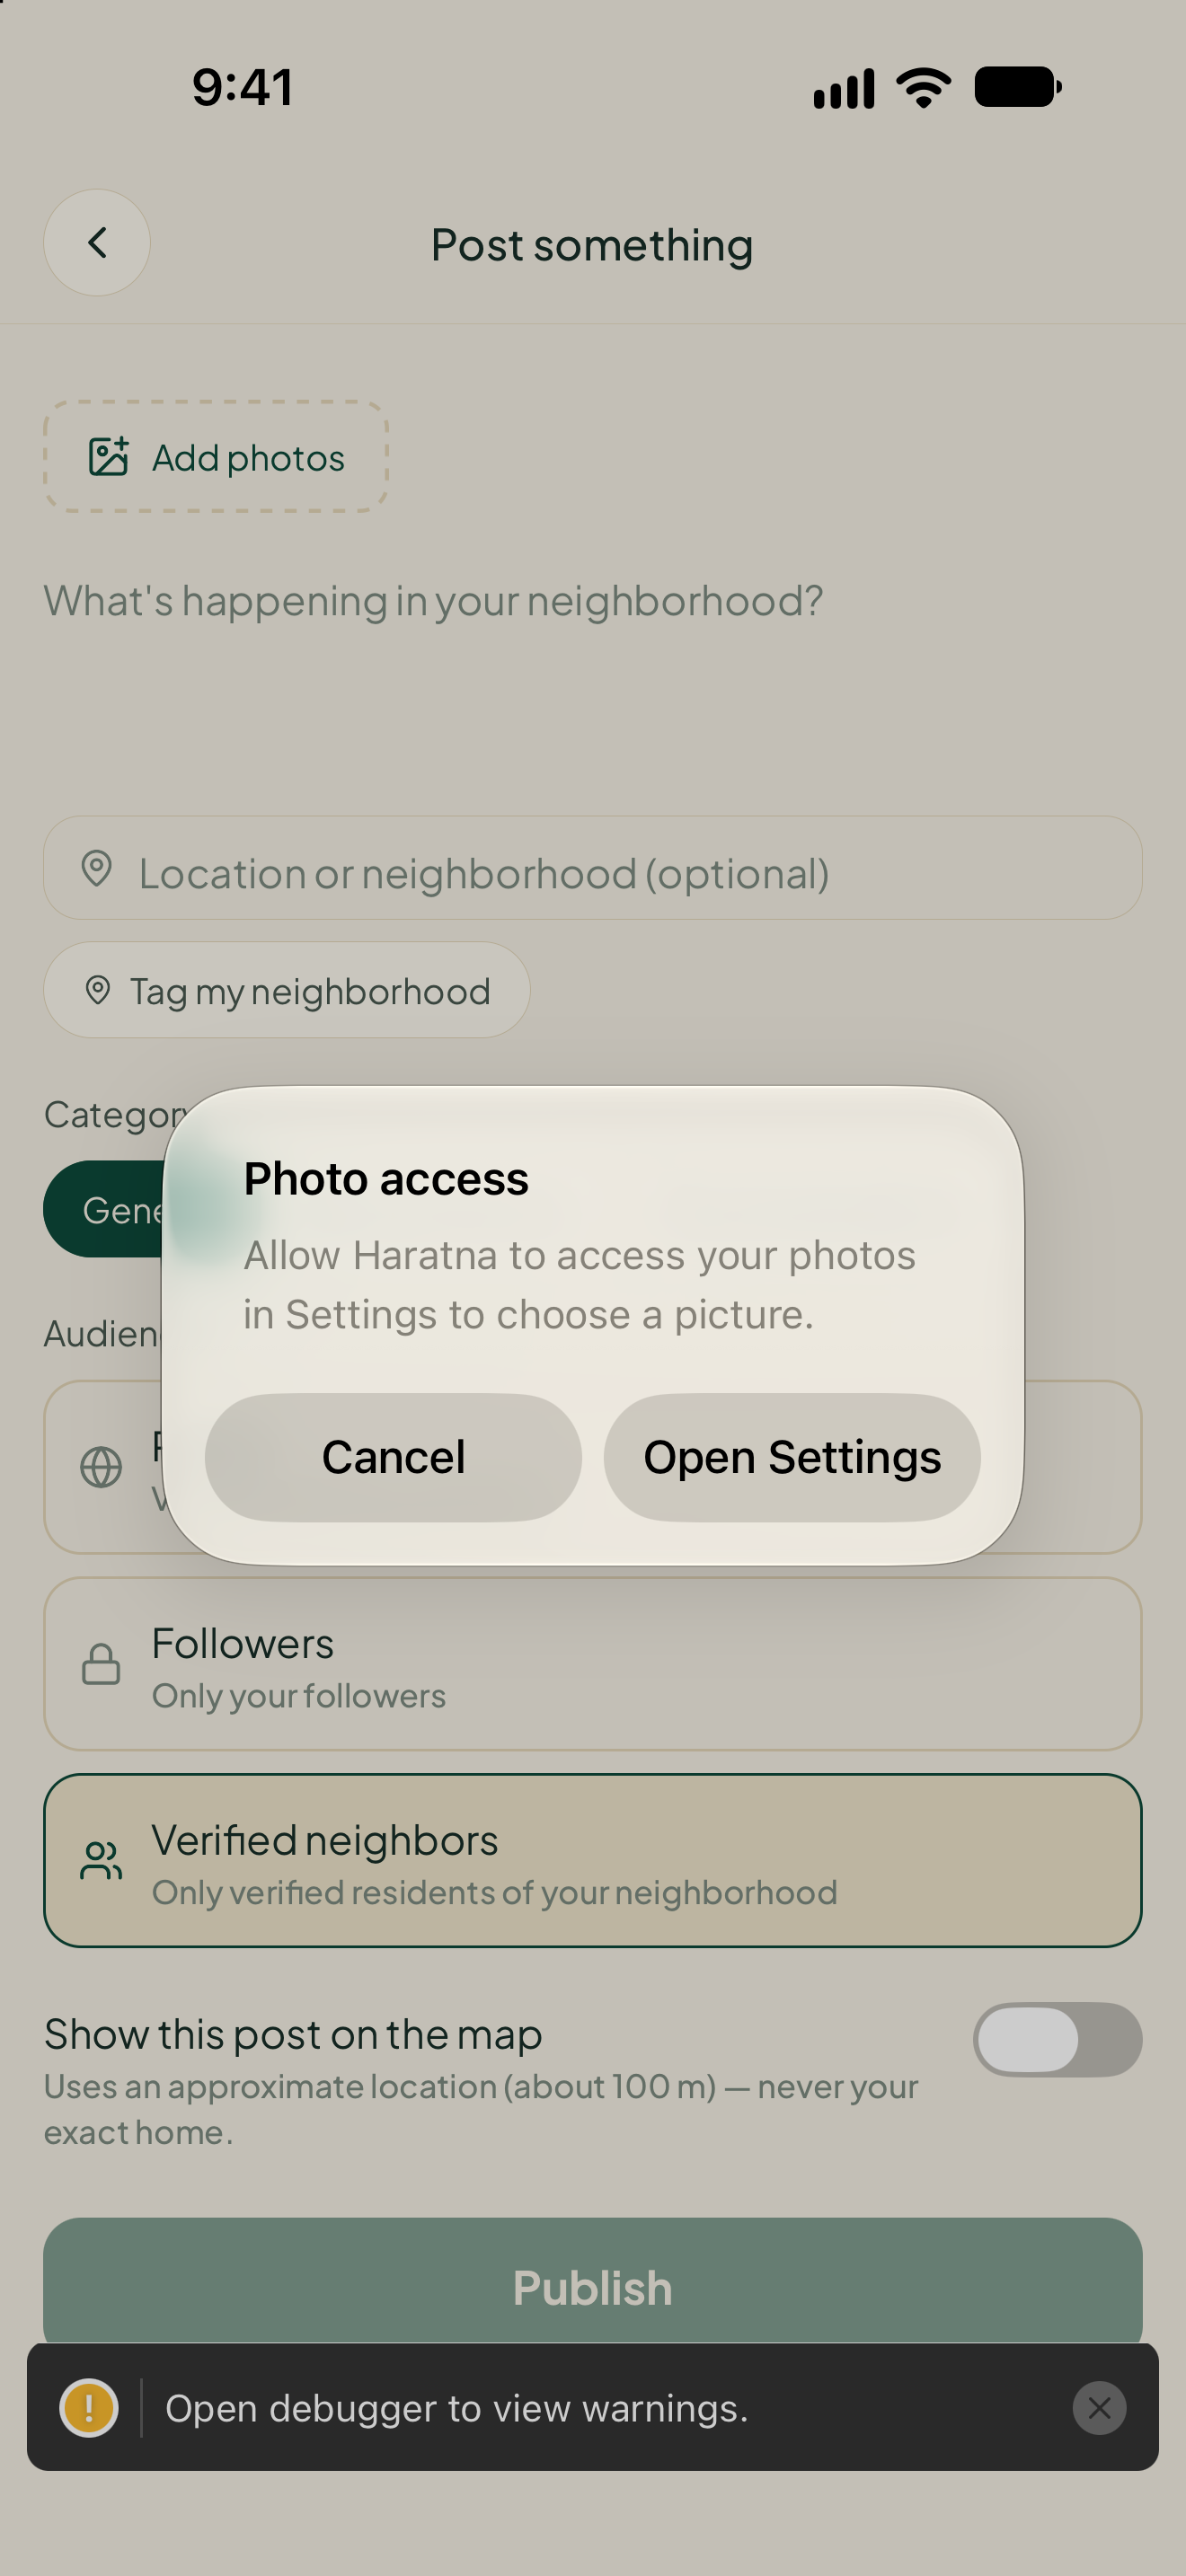 9:41
Post something
Add photos
What's happening in your neighborhood?
Location or neighborhood (optional)
Tag my neighborhood
Photo access
Allow Haratna to access your photos
in Settings to choose a picture.
Cancel
Open Settings
Followers
Only your followers
Verified neighbors
Only verified residents of your neighborhood
Show this post on the map
Uses an approximate location (about 100 m) — never your
exact home.
Publish
Open debugger to view warnings.